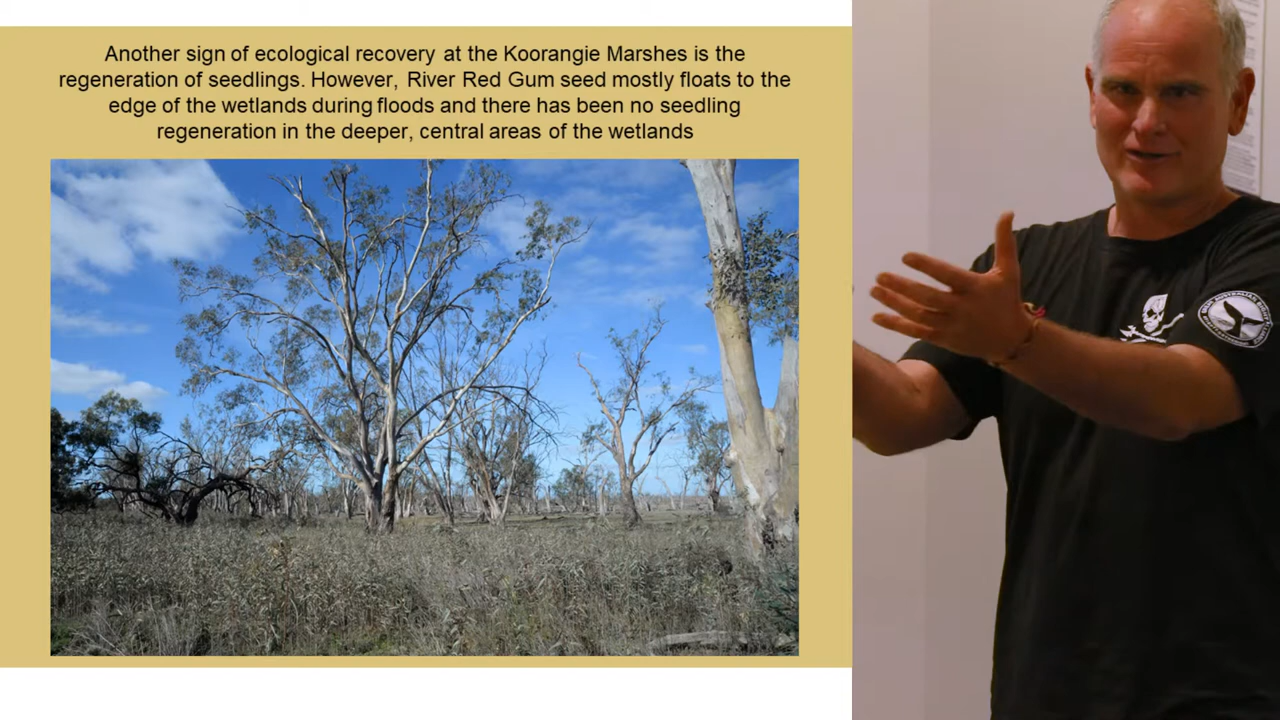 Another sign of ecological recovery at the Koorangie Marshes is the
regeneration of seedlings. However, River Red Gum seed mostly floats to the
edge of the wetlands during floods and there has been no seedling
regeneration in the deeper, central areas of the wetlands